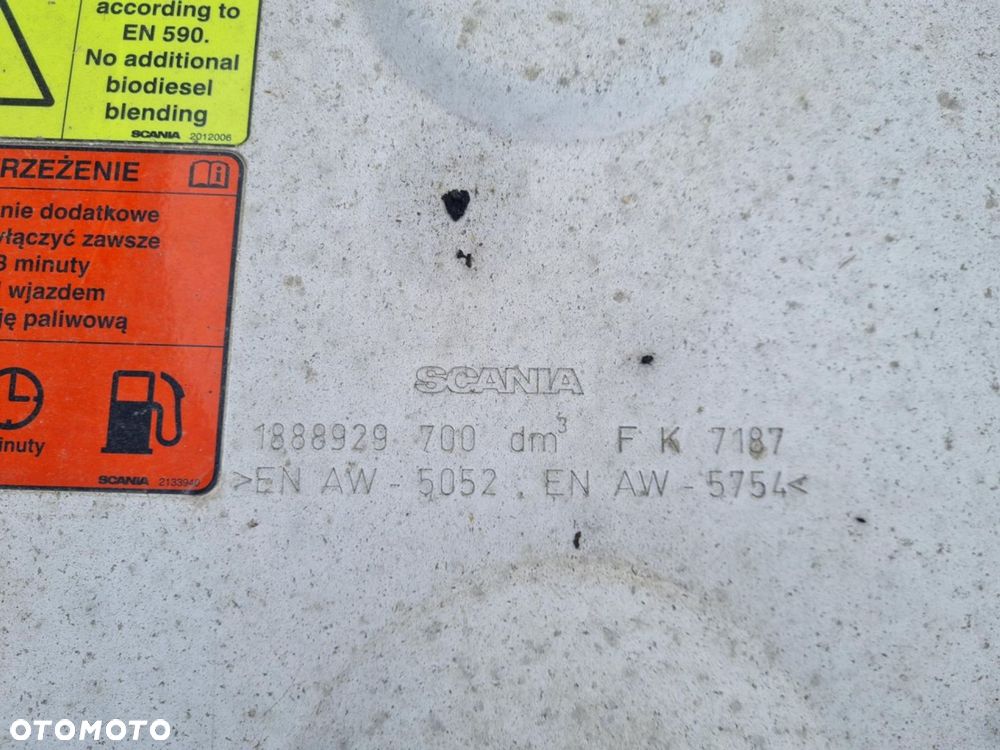 according to
EN 590.
No additional
biodiesel
blending
SCANIA 2012006
RZEŻENIE
nie dodatkowe
yłączyć zawsze
3 minuty
wjazdem
ję paliwową
inuty
SCANIA 2133940
SCANIA
1888929 700 dm³ F K 7187
>EN AW - 5052 . EN AW - 5754<
OTOMOTO